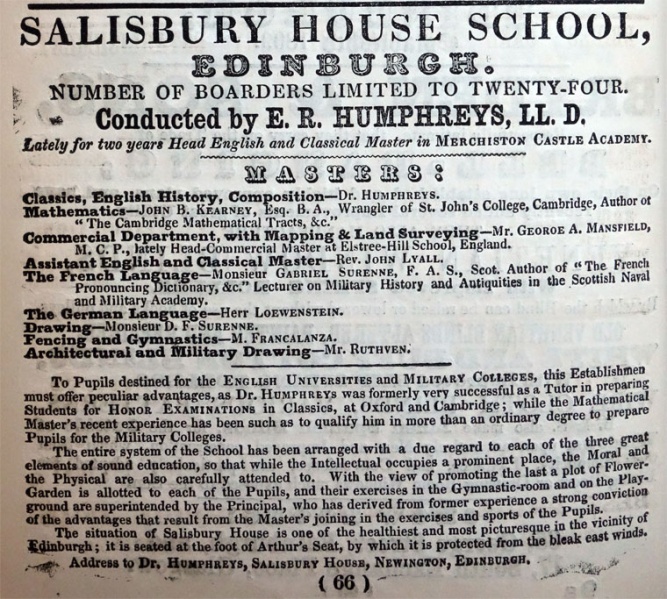 SALISBURY HOUSE SCHOOL,
EDINBURGH.
NUMBER OF BOARDERS LIMITED TO TWENTY-FOUR.
Conducted by E. R. HUMPHREYS, LL. D.
Lately for two years Head English and Classical Master in MERCHISTON CASTLE ACADEMY.
MASTERS:
Classics, English History, Composition—DR. HUMPHREYS.
Mathematics—JOHN B. KEARNEY, ESQ. B. A., Wrangler of St. John's College, Cambridge, Author of
"The Cambridge Mathematical Tracts, &c."
Commercial Department, with Mapping & Land Surveying—MR. GEOROE A. MANSFIELD,
M. C. P., lately Head-Commercial Master at Elstree-Hill School, England.
Assistant English and Classical Master—REV. JOHN LYALL.
The French Language—Monsieur GABRIEL SURENNE, F. A. S., Scot. Author of "The French
Pronouncing Dictionary, &c." Lecturer on Military History and Antiquities in the Scottish Naval
and Military Academy.
The German Language—Herr LOEWENSTEIN.
Drawing—Monsieur D. F. SURENNE.
Fencing and Gymnastics—M. FRANCALANZA.
Architectural and Military Drawing—MR. RUTHVEN.
To Pupils destined for the ENGLISH UNIVERSITIES and MILITARY COLLEGES, this Establishmen
must offer peculiar advantages, as DR. HUMPHREYS was formerly very successful as a Tutor in preparing
Students for HONOR EXAMINATIONS in Classics, at Oxford and Cambridge; while the Mathematical
Master's recent experience has been such as to qualify him in more than an ordinary degree to prepare
Pupils for the Military Colleges.
The entire system of the School has been arranged with a due regard to each of the three great
elements of sound education, so that while the Intellectual occupies a prominent place, the Moral and
the Physical are also carefully attended to. With the view of promoting the last a plot of Flower-
Garden is allotted to each of the Pupils, and their exercises in the Gymnastic-room and on the Play-
ground are superintended by the Principal, who has derived from former experience a strong conviction
of the advantages that result from the Master's joining in the exercises and sports of the Pupils.
The situation of Salisbury House is one of the healthiest and most picturesque in the vicinity of
Edinburgh; it is seated at the foot of Arthur's Seat, by which it is protected from the bleak east winds.
Address to DR. HUMPHREYS, SALISBURY HOUSE, NEWINGTON, EDINBURGH.
( 66 )